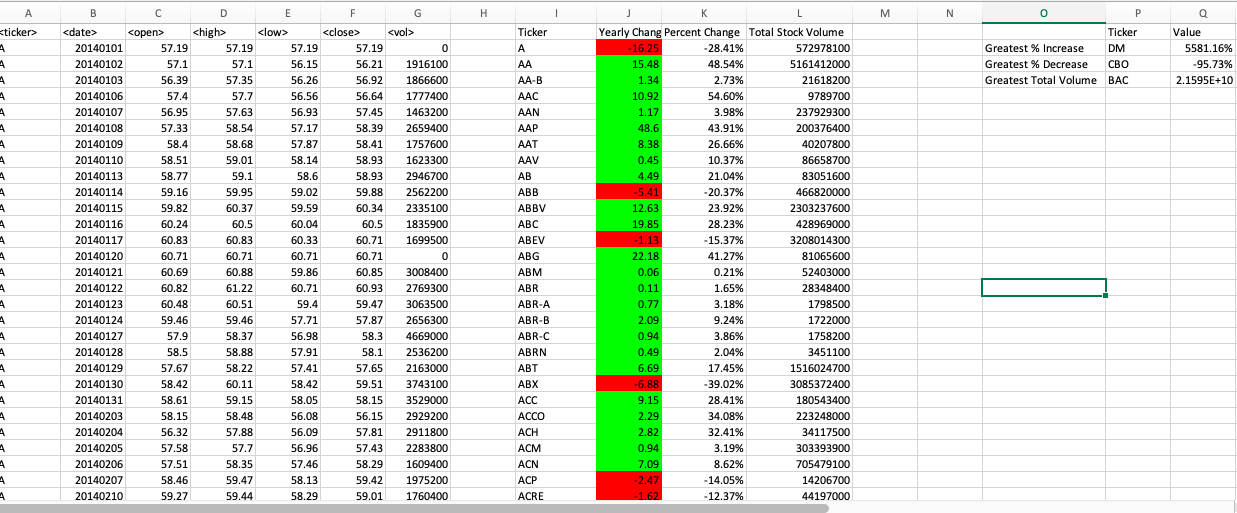 A B C D E F G H I J K L M N O P Q
<ticker> <date> <open> <high> <low> <close> <vol> Ticker Yearly Chang Percent Change Total Stock Volume Ticker Value
A 20140101 57.19 57.19 57.19 57.19 0 A -16.25 -28.41% 572978100 Greatest % Increase DM 5581.16%
A 20140102 57.1 57.1 56.15 56.21 1916100 AA 15.48 48.54% 5161412000 Greatest % Decrease CBO -95.73%
A 20140103 56.39 57.35 56.26 56.92 1866600 AA-B 1.34 2.73% 21618200 Greatest Total Volume BAC 2.1595E+10
A 20140106 57.4 57.7 56.56 56.64 1777400 AAC 10.92 54.60% 9789700
A 20140107 56.95 57.63 56.93 57.45 1463200 AAN 1.17 3.98% 237929300
A 20140108 57.33 58.54 57.17 58.39 2659400 AAP 48.6 43.91% 200376400
A 20140109 58.4 58.68 57.87 58.41 1757600 AAT 8.38 26.66% 40207800
A 20140110 58.51 59.01 58.14 58.93 1623300 AAV 0.45 10.37% 86658700
A 20140113 58.77 59.1 58.6 58.93 2946700 AB 4.49 21.04% 83051600
A 20140114 59.16 59.95 59.02 59.88 2562200 ABB -5.41 -20.37% 466820000
A 20140115 59.82 60.37 59.59 60.34 2335100 ABBV 12.63 23.92% 2303237600
A 20140116 60.24 60.5 60.04 60.5 1835900 ABC 19.85 28.23% 428969000
A 20140117 60.83 60.83 60.33 60.71 1699500 ABEV -1.13 -15.37% 3208014300
A 20140120 60.71 60.71 60.71 60.71 0 ABG 22.18 41.27% 81065600
A 20140121 60.69 60.88 59.86 60.85 3008400 ABM 0.06 0.21% 52403000
A 20140122 60.82 61.22 60.71 60.93 2769300 ABR 0.11 1.65% 28348400
A 20140123 60.48 60.51 59.4 59.47 3063500 ABR-A 0.77 3.18% 1798500
A 20140124 59.46 59.46 57.71 57.87 2656300 ABR-B 2.09 9.24% 1722000
A 20140127 57.9 58.37 56.98 58.3 4669000 ABR-C 0.94 3.86% 1758200
A 20140128 58.5 58.88 57.91 58.1 2536200 ABRN 0.49 2.04% 3451100
A 20140129 57.67 58.22 57.41 57.65 2163000 ABT 6.69 17.45% 1516024700
A 20140130 58.42 60.11 58.42 59.51 3743100 ABX -6.88 -39.02% 3085372400
A 20140131 58.61 59.15 58.05 58.15 3529000 ACC 9.15 28.41% 180543400
A 20140203 58.15 58.48 56.08 56.15 2929200 ACCO 2.29 34.08% 223248000
A 20140204 56.32 57.88 56.09 57.81 2911800 ACH 2.82 32.41% 34117500
A 20140205 57.58 57.7 56.96 57.43 2283800 ACM 0.94 3.19% 303393900
A 20140206 57.51 58.35 57.46 58.29 1609400 ACN 7.09 8.62% 705479100
A 20140207 58.46 59.47 58.13 59.42 1975200 ACP -2.47 -14.05% 14206700
A 20140210 59.27 59.44 58.29 59.01 1760400 ACRE -1.62 -12.37% 44197000